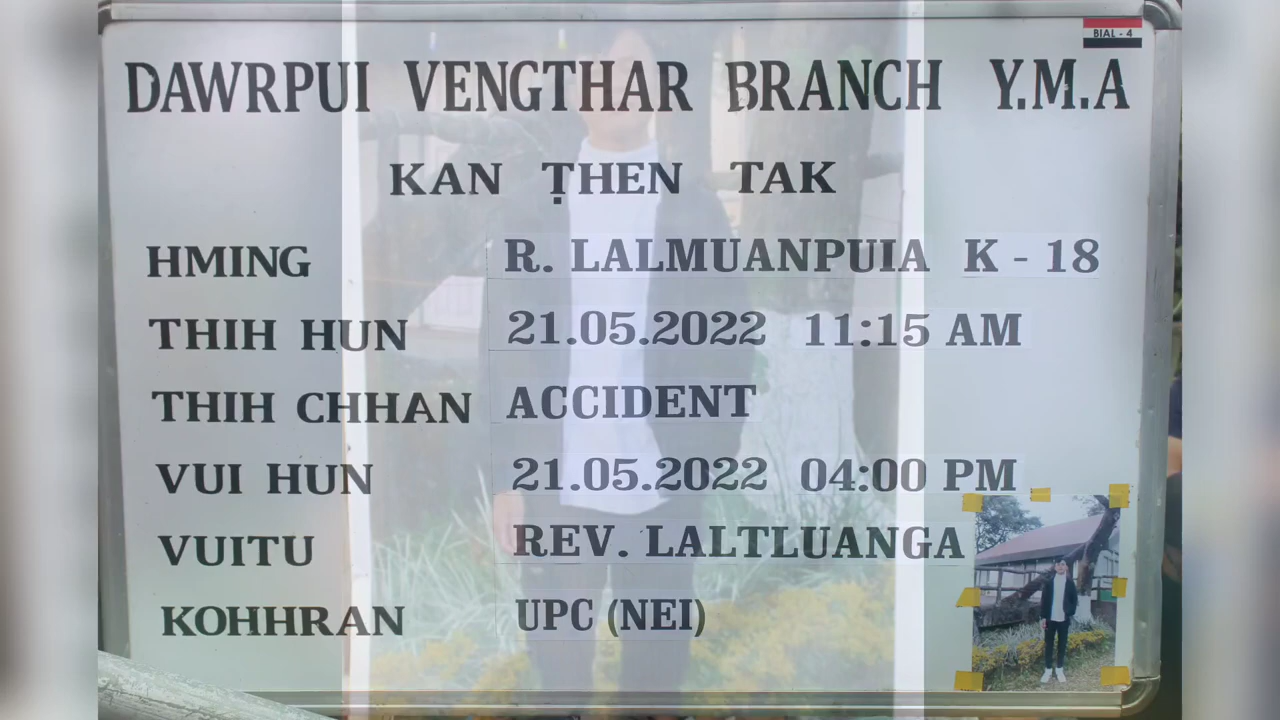 BIAL - 4
DAWRPUI VENGTHAR BRANCH Y.M.A
KAN ṬHEN TAK
HMING R. LALMUANPUIA K - 18
THIH HUN 21.05.2022 11:15 AM
THIH CHHAN ACCIDENT
VUI HUN 21.05.2022 04:00 PM
VUITU REV. LALTLUANGA
KOHHRAN UPC (NEI)